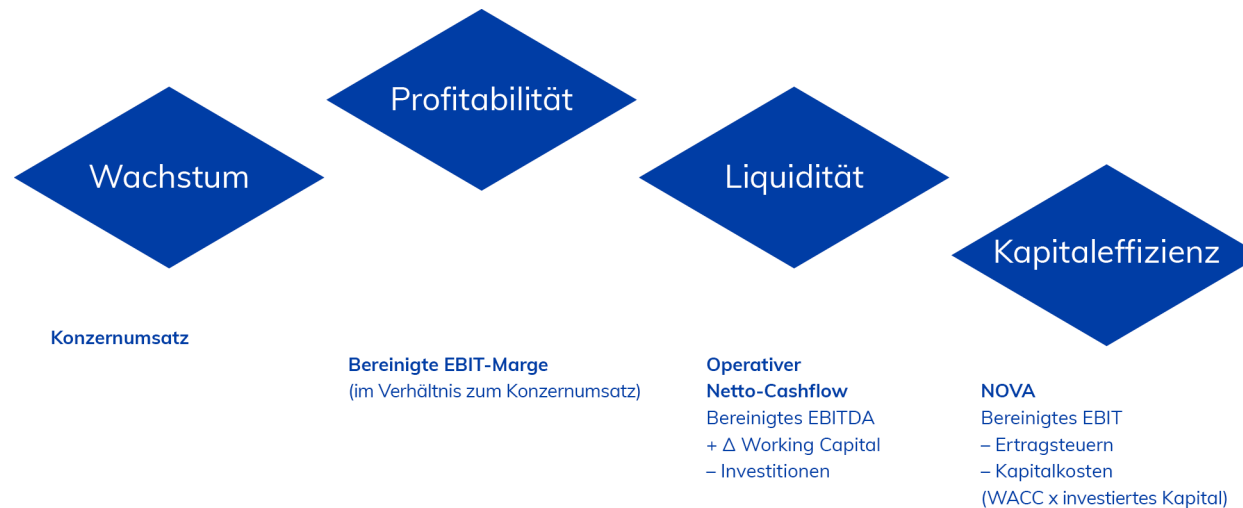 Wachstum
Profitabilität
Liquidität
Kapitaleffizienz
Konzernumsatz
Bereinigte EBIT-Marge
(im Verhältnis zum Konzernumsatz)
Operativer
Netto-Cashflow
Bereinigtes EBITDA
+ Δ Working Capital
– Investitionen
NOVA
Bereinigtes EBIT
– Ertragsteuern
– Kapitalkosten
(WACC x investiertes Kapital)